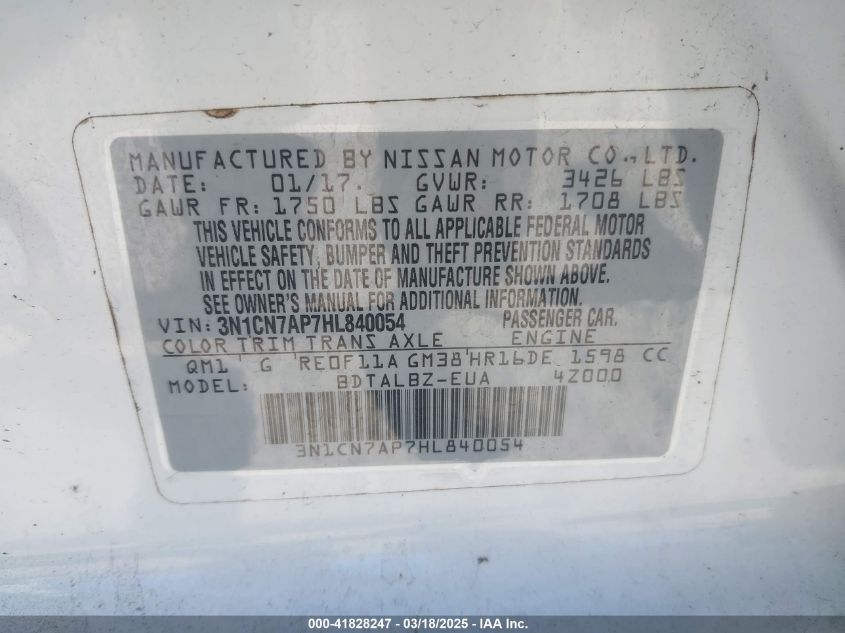 MANUFACTURED BY NISSAN MOTOR CO., LTD.
DATE: 01/17. GVWR: 3426 LBS
GAWR FR: 1750 LBS GAWR RR: 1708 LBS
THIS VEHICLE CONFORMS TO ALL APPLICABLE FEDERAL MOTOR
VEHICLE SAFETY, BUMPER AND THEFT PREVENTION STANDARDS
IN EFFECT ON THE DATE OF MANUFACTURE SHOWN ABOVE.
SEE OWNER'S MANUAL FOR ADDITIONAL INFORMATION.
VIN: 3N1CN7AP7HL840054 PASSENGER CAR.
COLOR TRIM TRANS AXLE ENGINE
QM1 ' G 'RE0F11A GM38'HR16DE 1598 CC
MODEL: BDTALBZ-EUA 4Z000
3N1CN7AP7HL840054
000-41828247 - 03/18/2025 - IAA Inc.